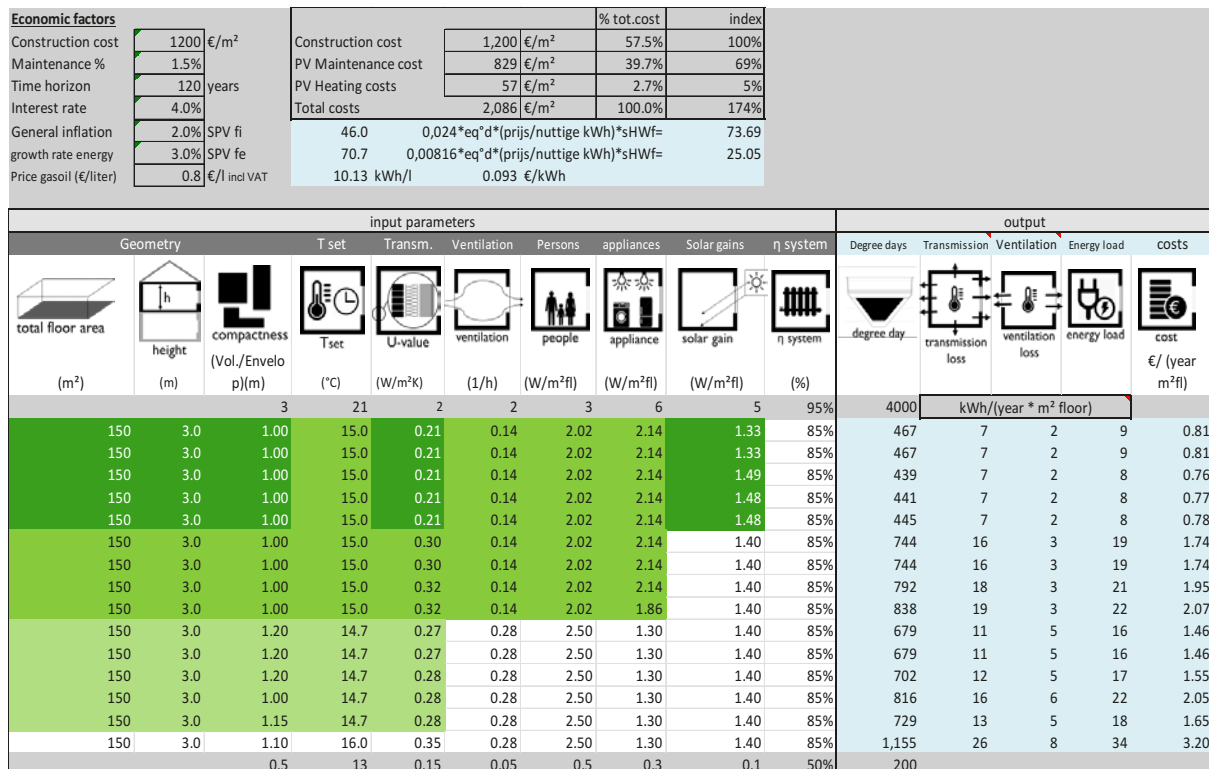 Economic factors
% tot.cost index
Construction cost 1200 €/m² Construction cost 1,200 €/m² 57.5% 100%
Maintenance % 1.5% PV Maintenance cost 829 €/m² 39.7% 69%
Time horizon 120 years PV Heating costs 57 €/m² 2.7% 5%
Interest rate 4.0% Total costs 2,086 €/m² 100.0% 174%
General inflation 2.0% SPV fi 46.0 0,024*eq°d*(prijs/nuttige kWh)*sHWf= 73.69
growth rate energy 3.0% SPV fe 70.7 0,00816*eq°d*(prijs/nuttige kWh)*sHWf= 25.05
Price gasoil (€/liter) 0.8 €/l incl VAT 10.13 kWh/l 0.093 €/kWh
input parameters output
Geometry T set Transm. Ventilation Persons appliances Solar gains η system Degree days Transmission Ventilation Energy load costs
h
total floor area height compactness Tset U-value ventilation people appliance solar gain η system degree day transmission loss ventilation loss energy load cost
(m²) (m) (Vol./Envelo p)(m) (°C) (W/m²K) (1/h) (W/m²fl) (W/m²fl) (W/m²fl) (%) €/ (year m²fl)
3 21 2 2 3 6 5 95% 4000 kWh/(year * m² floor)
150 3.0 1.00 15.0 0.21 0.14 2.02 2.14 1.33 85% 467 7 2 9 0.81
150 3.0 1.00 15.0 0.21 0.14 2.02 2.14 1.33 85% 467 7 2 9 0.81
150 3.0 1.00 15.0 0.21 0.14 2.02 2.14 1.49 85% 439 7 2 8 0.76
150 3.0 1.00 15.0 0.21 0.14 2.02 2.14 1.48 85% 441 7 2 8 0.77
150 3.0 1.00 15.0 0.21 0.14 2.02 2.14 1.48 85% 445 7 2 8 0.78
150 3.0 1.00 15.0 0.30 0.14 2.02 2.14 1.40 85% 744 16 3 19 1.74
150 3.0 1.00 15.0 0.30 0.14 2.02 2.14 1.40 85% 744 16 3 19 1.74
150 3.0 1.00 15.0 0.32 0.14 2.02 2.14 1.40 85% 792 18 3 21 1.95
150 3.0 1.00 15.0 0.32 0.14 2.02 1.86 1.40 85% 838 19 3 22 2.07
150 3.0 1.20 14.7 0.27 0.28 2.50 1.30 1.40 85% 679 11 5 16 1.46
150 3.0 1.20 14.7 0.27 0.28 2.50 1.30 1.40 85% 679 11 5 16 1.46
150 3.0 1.20 14.7 0.28 0.28 2.50 1.30 1.40 85% 702 12 5 17 1.55
150 3.0 1.00 14.7 0.28 0.28 2.50 1.30 1.40 85% 816 16 6 22 2.05
150 3.0 1.15 14.7 0.28 0.28 2.50 1.30 1.40 85% 729 13 5 18 1.65
150 3.0 1.10 16.0 0.35 0.28 2.50 1.30 1.40 85% 1,155 26 8 34 3.20
0.5 13 0.15 0.05 0.5 0.3 0.1 50% 200